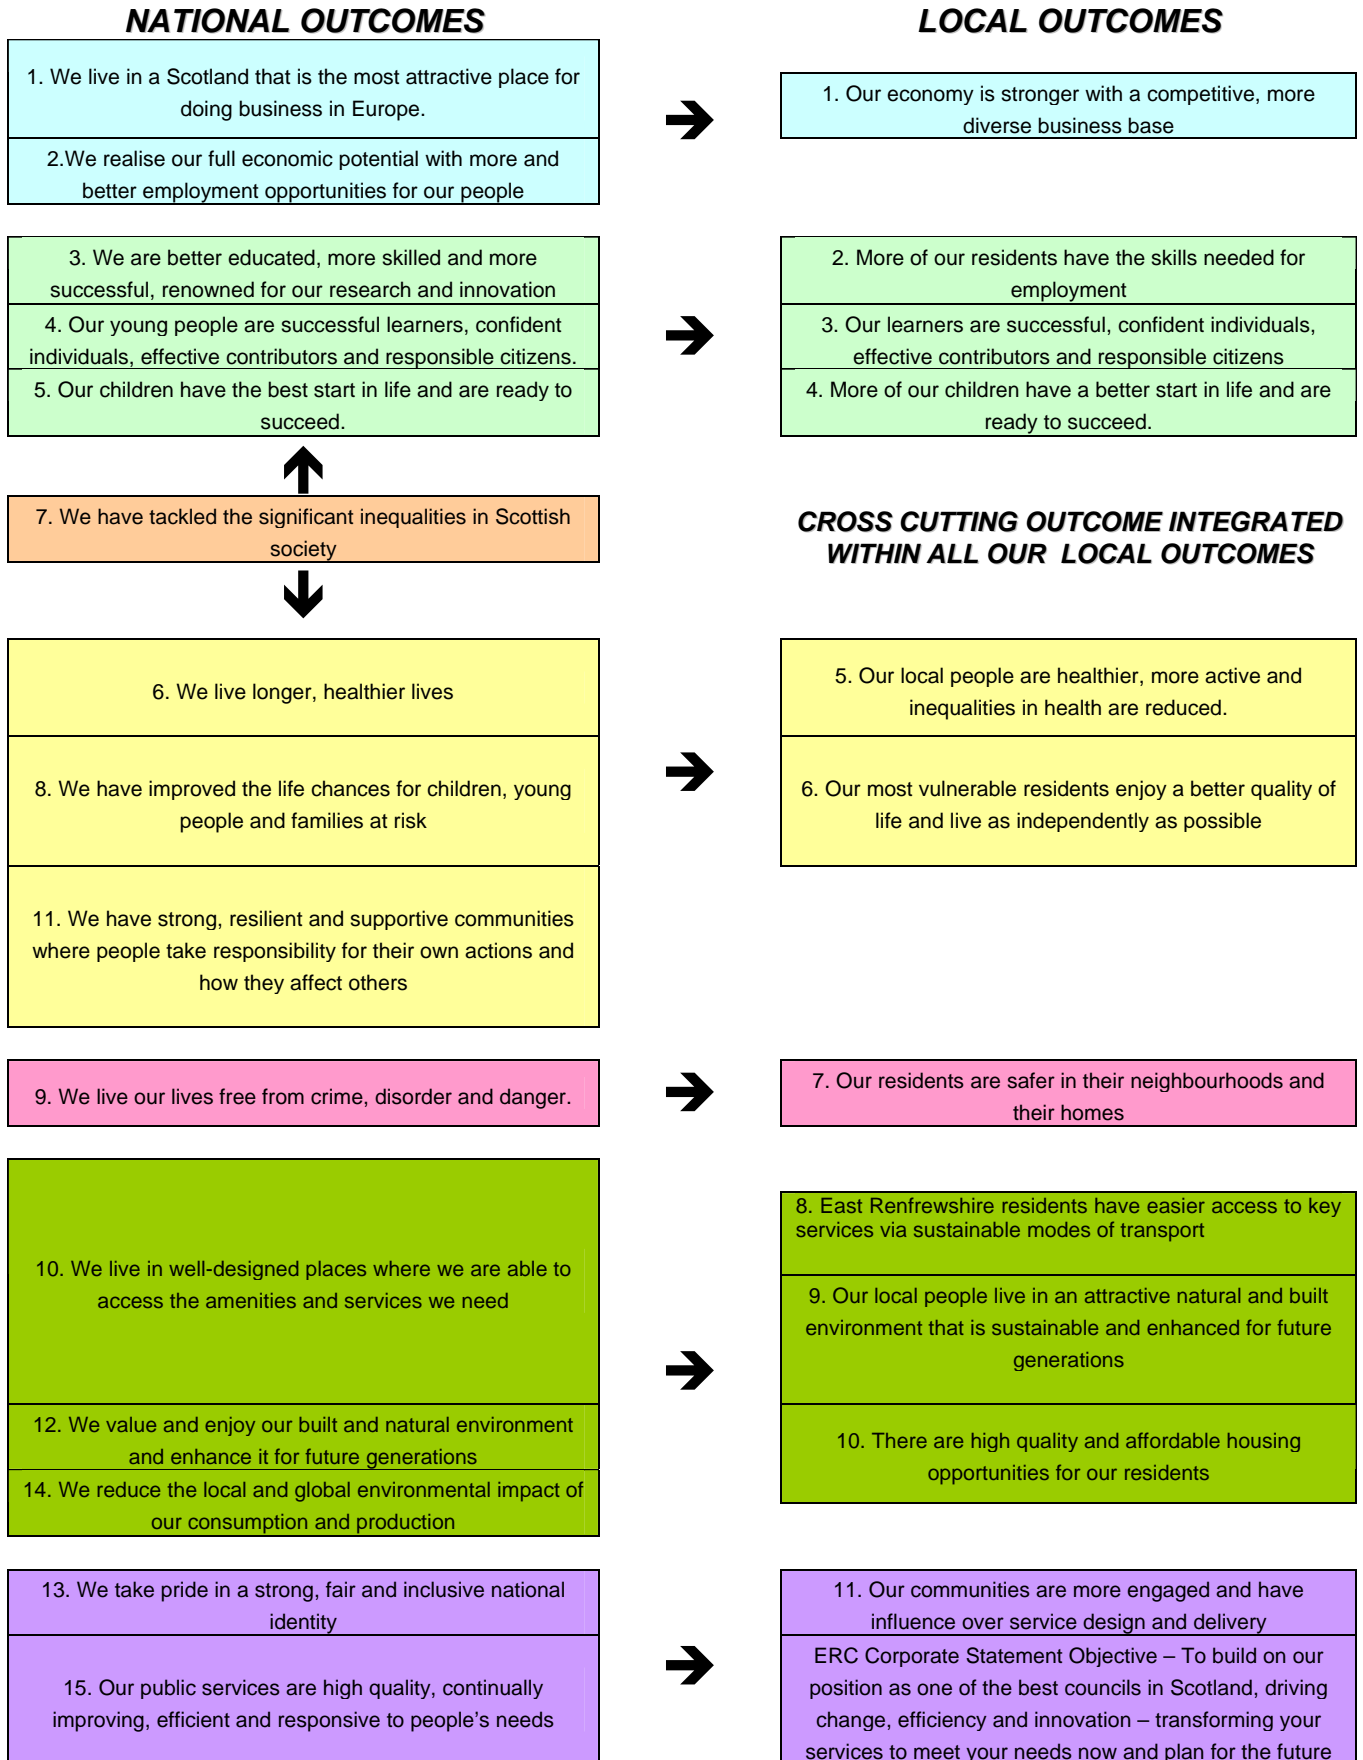 NATIONAL OUTCOMES
LOCAL OUTCOMES
1. We live in a Scotland that is the most attractive place for
doing business in Europe.
1. Our economy is stronger with a competitive, more
diverse business base
2.We realise our full economic potential with more and
better employment opportunities for our people
3. We are better educated, more skilled and more
successful, renowned for our research and innovation
2. More of our residents have the skills needed for
employment
4. Our young people are successful learners, confident
individuals, effective contributors and responsible citizens.
3. Our learners are successful, confident individuals,
effective contributors and responsible citizens
5. Our children have the best start in life and are ready to
succeed.
4. More of our children have a better start in life and are
ready to succeed.
7. We have tackled the significant inequalities in Scottish
society
CROSS CUTTING OUTCOME INTEGRATED
WITHIN ALL OUR LOCAL OUTCOMES
6. We live longer, healthier lives
5. Our local people are healthier, more active and
inequalities in health are reduced.
8. We have improved the life chances for children, young
people and families at risk
6. Our most vulnerable residents enjoy a better quality of
life and live as independently as possible
11. We have strong, resilient and supportive communities
where people take responsibility for their own actions and
how they affect others
9. We live our lives free from crime, disorder and danger.
7. Our residents are safer in their neighbourhoods and
their homes
10. We live in well-designed places where we are able to
access the amenities and services we need
8. East Renfrewshire residents have easier access to key
services via sustainable modes of transport
9. Our local people live in an attractive natural and built
environment that is sustainable and enhanced for future
generations
12. We value and enjoy our built and natural environment
and enhance it for future generations
10. There are high quality and affordable housing
opportunities for our residents
14. We reduce the local and global environmental impact of
our consumption and production
13. We take pride in a strong, fair and inclusive national
identity
11. Our communities are more engaged and have
influence over service design and delivery
15. Our public services are high quality, continually
improving, efficient and responsive to people's needs
ERC Corporate Statement Objective – To build on our
position as one of the best councils in Scotland, driving
change, efficiency and innovation – transforming your
services to meet your needs now and plan for the future